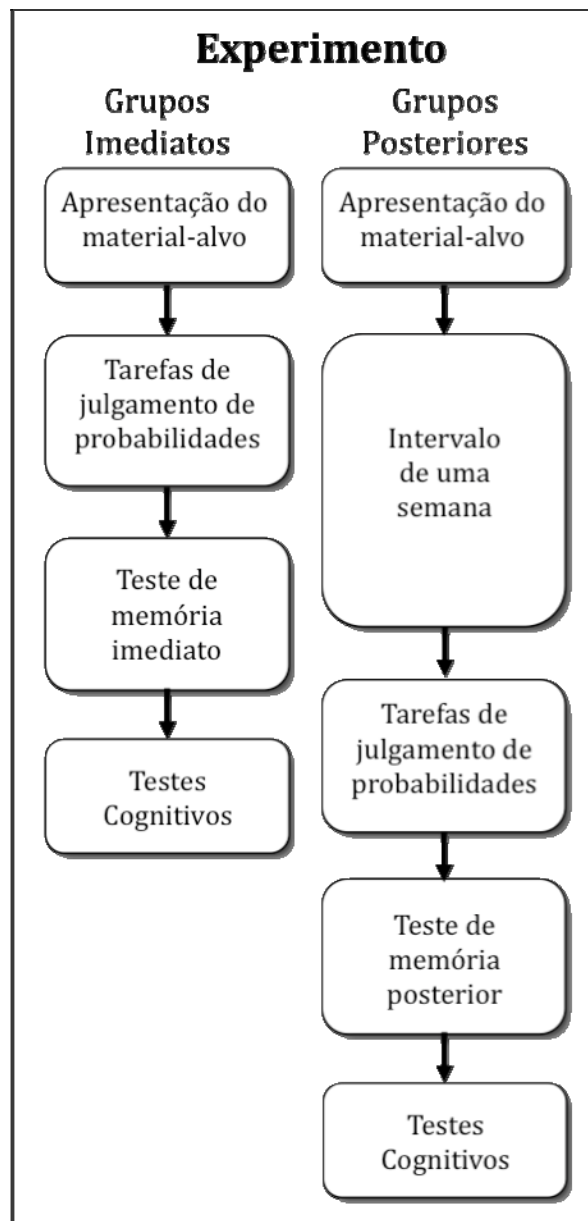 Experimento
Grupos
Imediatos
Apresentação do
material-alvo
Tarefas de
julgamento de
probabilidades
Teste de
memória
imediato
Testes
Cognitivos
Grupos
Posteriores
Apresentação do
material-alvo
Intervalo
de uma
semana
Tarefas de
julgamento de
probabilidades
Teste de
memória
posterior
Testes
Cognitivos